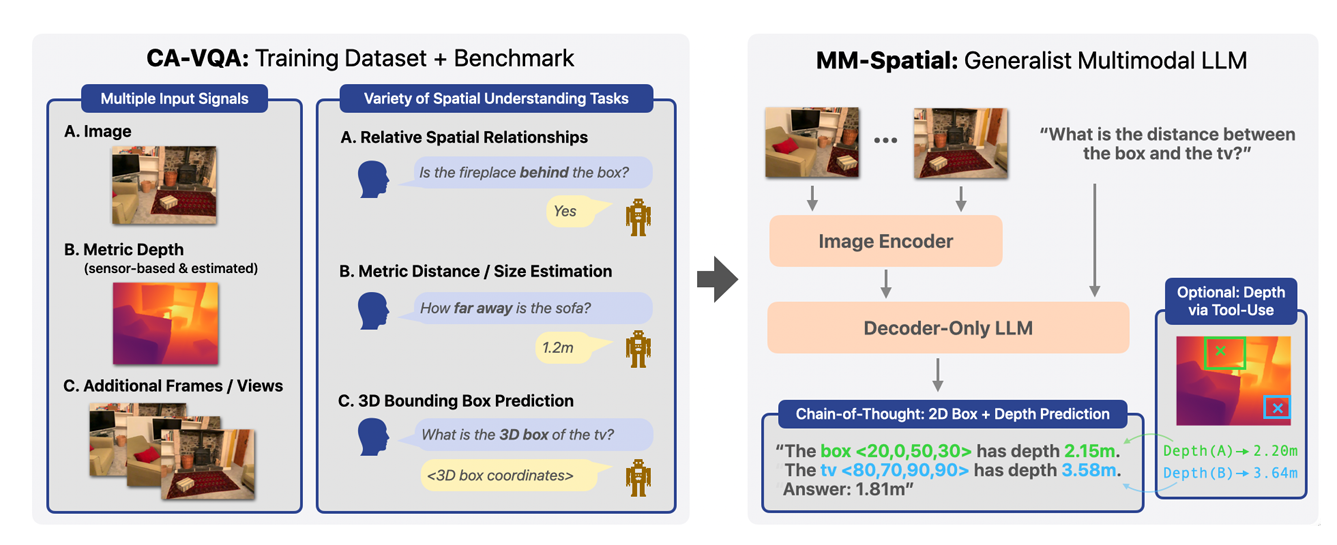 CA-VQA: Training Dataset + Benchmark
Multiple Input Signals
A. Image
B. Metric Depth
(sensor-based & estimated)
C. Additional Frames / Views
Variety of Spatial Understanding Tasks
A. Relative Spatial Relationships
Is the fireplace behind the box?
Yes
B. Metric Distance / Size Estimation
How far away is the sofa?
1.2m
C. 3D Bounding Box Prediction
What is the 3D box of the tv?
<3D box coordinates>
MM-Spatial: Generalist Multimodal LLM
“What is the distance between
the box and the tv?”
Image Encoder
Decoder-Only LLM
Optional: Depth
via Tool-Use
Chain-of-Thought: 2D Box + Depth Prediction
“The box <20,0,50,30> has depth 2.15m.
The tv <80,70,90,90> has depth 3.58m.
Answer: 1.81m”
Depth(A)→2.20m
Depth(B)→3.64m